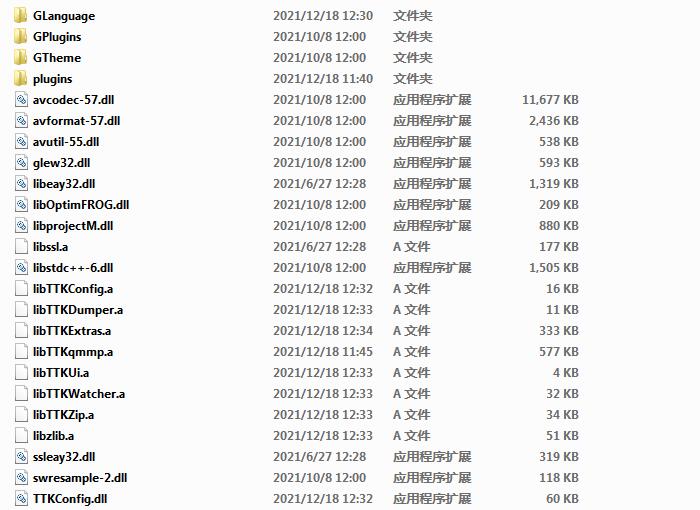 GLanguage 2021/12/18 12:30 文件夹
GPlugins 2021/10/8 12:00 文件夹
GTheme 2021/10/8 12:00 文件夹
plugins 2021/12/18 11:40 文件夹
avcodec-57.dll 2021/10/8 12:00 应用程序扩展 11,677 KB
avformat-57.dll 2021/10/8 12:00 应用程序扩展 2,436 KB
avutil-55.dll 2021/10/8 12:00 应用程序扩展 538 KB
glew32.dll 2021/10/8 12:00 应用程序扩展 593 KB
libeay32.dll 2021/6/27 12:28 应用程序扩展 1,319 KB
libOptimFROG.dll 2021/10/8 12:00 应用程序扩展 209 KB
libprojectM.dll 2021/10/8 12:00 应用程序扩展 880 KB
libssl.a 2021/6/27 12:28 A 文件 177 KB
libstdc++-6.dll 2021/10/8 12:00 应用程序扩展 1,505 KB
libTTKConfig.a 2021/12/18 12:32 A 文件 16 KB
libTTKDumper.a 2021/12/18 12:33 A 文件 11 KB
libTTKExtras.a 2021/12/18 12:34 A 文件 333 KB
libTTKqmmp.a 2021/12/18 11:45 A 文件 577 KB
libTTKUi.a 2021/12/18 12:33 A 文件 4 KB
libTTKWatcher.a 2021/12/18 12:33 A 文件 32 KB
libTTKZip.a 2021/12/18 12:33 A 文件 34 KB
libzlib.a 2021/12/18 12:33 A 文件 51 KB
ssleay32.dll 2021/6/27 12:28 应用程序扩展 319 KB
swresample-2.dll 2021/10/8 12:00 应用程序扩展 118 KB
TTKConfig.dll 2021/12/18 12:32 应用程序扩展 60 KB